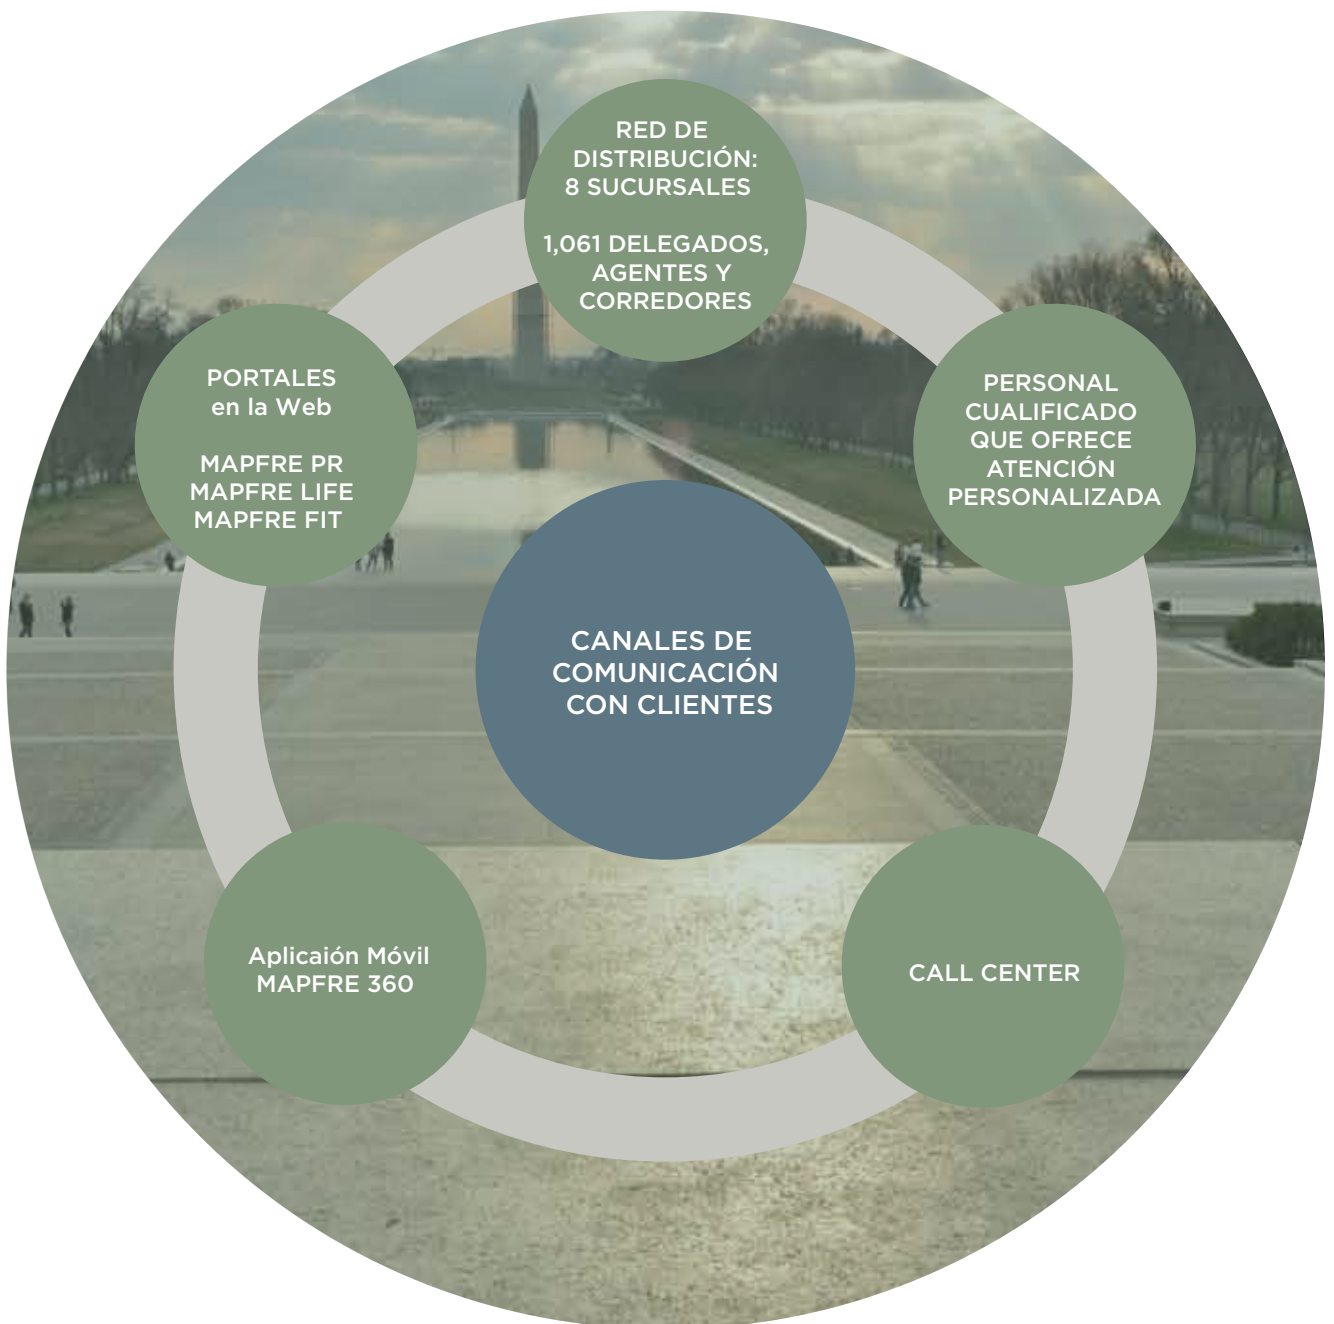 RED DE
DISTRIBUCIÓN:
8 SUCURSALES
1,061 DELEGADOS,
AGENTES Y
CORREDORES
PORTALES
en la Web
MAPFRE PR
MAPFRE LIFE
MAPFRE FIT
PERSONAL
CUALIFICADO
QUE OFRECE
ATENCIÓN
PERSONALIZADA
CANALES DE
COMUNICACIÓN
CON CLIENTES
Aplicaión Móvil
MAPFRE 360
CALL CENTER